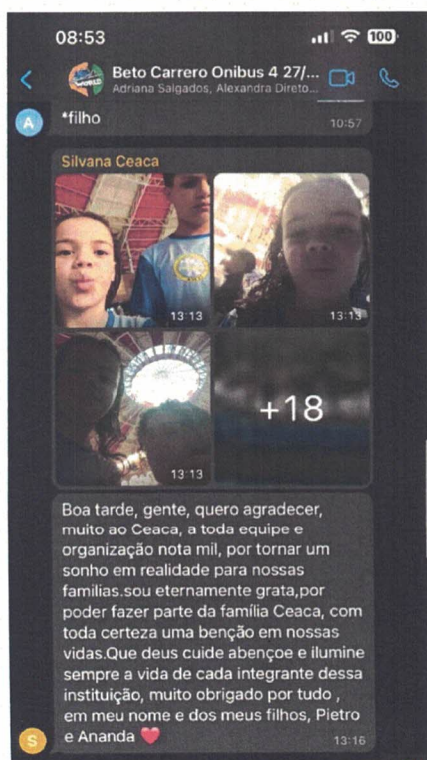 08:53
100
Beto Carrero Onibus 4 27/...
Adriana Salgados, Alexandra Direto...
A
*filho
10:57
Silvana Ceaca
13:13
13:13
13:13
+18
Boa tarde, gente, quero agradecer,
muito ao Ceaca, a toda equipe e
organização nota mil, por tornar um
sonho em realidade para nossas
familias.sou eternamente grata,por
poder fazer parte da família Ceaca, com
toda certeza uma benção em nossas
vidas.Que deus cuide abençoe e ilumine
sempre a vida de cada integrante dessa
instituição, muito obrigado por tudo ,
em meu nome e dos meus filhos, Pietro
e Ananda ❤️
13:16
S